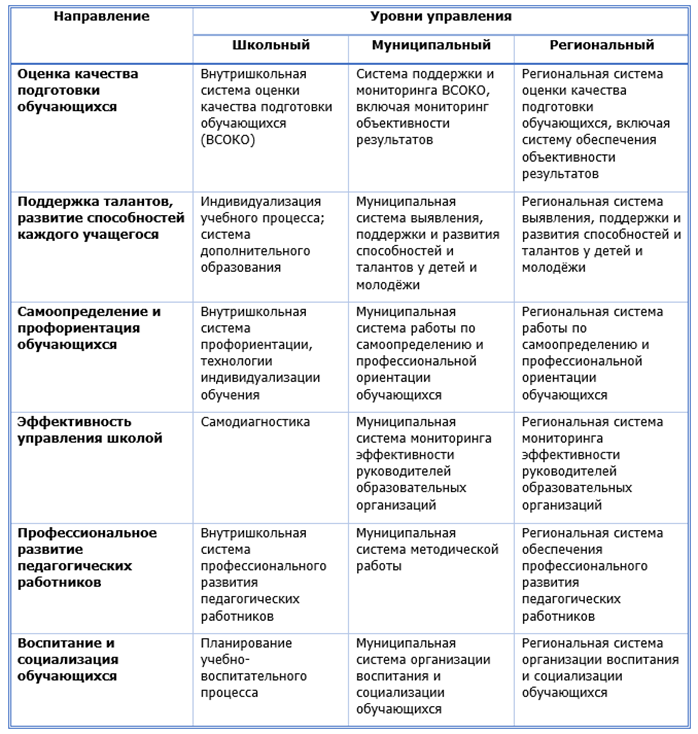 Направление
Уровни управления
Школьный
Муниципальный
Региональный
Оценка качества
подготовки
обучающихся
Внутришкольная
система оценки
качества подготовки
обучающихся
(ВСОКО)
Система поддержки и
мониторинга ВСОКО,
включая мониторинг
объективности
результатов
Региональная система
оценки качества
подготовки
обучающихся, включая
систему обеспечения
объективности
результатов
Поддержка талантов,
развитие способностей
каждого учащегося
Индивидуализация
учебного процесса;
система
дополнительного
образования
Муниципальная
система выявления,
поддержки и развития
способностей и
талантов у детей и
молодёжи
Региональная система
выявления, поддержки и
развития способностей и
талантов у детей и
молодёжи
Самоопределение и
профориентация
обучающихся
Внутришкольная
система
профориентации,
технологии
индивидуализации
обучения
Муниципальная
система работы по
самоопределению и
профессиональной
ориентации
обучающихся
Региональная система
работы по
самоопределению и
профессиональной
ориентации
обучающихся
Эффективность
управления школой
Самодиагностика
Муниципальная
система мониторинга
эффективности
руководителей
образовательных
организаций
Региональная система
мониторинга
эффективности
руководителей
образовательных
организаций
Профессиональное
развитие
педагогических
работников
Внутришкольная
система
профессионального
развития
педагогических
работников
Муниципальная
система методической
работы
Региональная система
обеспечения
профессионального
развития
педагогических
работников
Воспитание и
социализация
обучающихся
Планирование
учебно-
воспитательного
процесса
Муниципальная
система организации
воспитания и
социализации
обучающихся
Региональная система
организации воспитания
и социализации
обучающихся